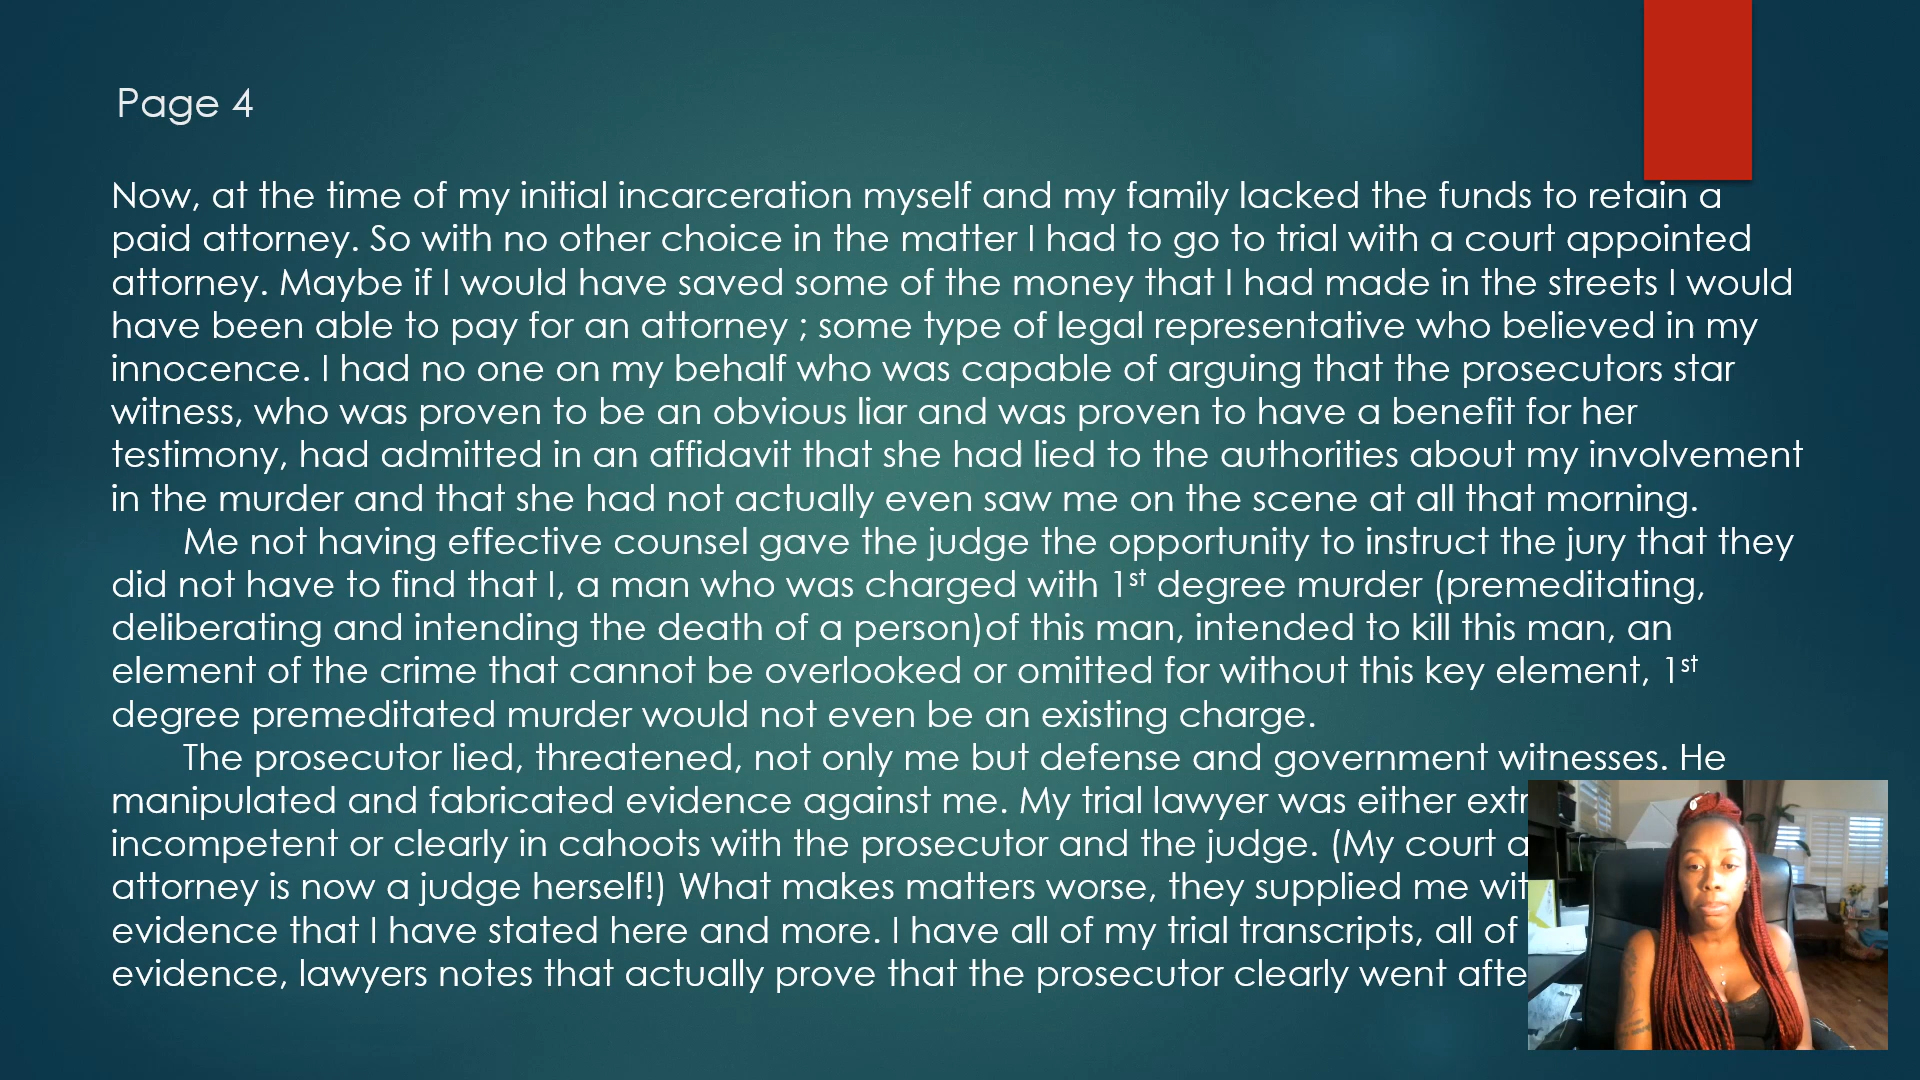 Page 4
Now, at the time of my initial incarceration myself and my family lacked the funds to retain a
paid attorney. So with no other choice in the matter I had to go to trial with a court appointed
attorney. Maybe if I would have saved some of the money that I had made in the streets I would
have been able to pay for an attorney ; some type of legal representative who believed in my
innocence. I had no one on my behalf who was capable of arguing that the prosecutors star
witness, who was proven to be an obvious liar and was proven to have a benefit for her
testimony, had admitted in an affidavit that she had lied to the authorities about my involvement
in the murder and that she had not actually even saw me on the scene at all that morning.
Me not having effective counsel gave the judge the opportunity to instruct the jury that they
did not have to find that I, a man who was charged with 1st degree murder (premeditating,
deliberating and intending the death of a person)of this man, intended to kill this man, an
element of the crime that cannot be overlooked or omitted for without this key element, 1st
degree premeditated murder would not even be an existing charge.
The prosecutor lied, threatened, not only me but defense and government witnesses. He
manipulated and fabricated evidence against me. My trial lawyer was either
incompetent or clearly in cahoots with the prosecutor and the judge. (My court
attorney is now a judge herself!) What makes matters worse, they supplied me
evidence that I have stated here and more. I have all of my trial transcripts, all of
evidence, lawyers notes that actually prove that the prosecutor clearly went